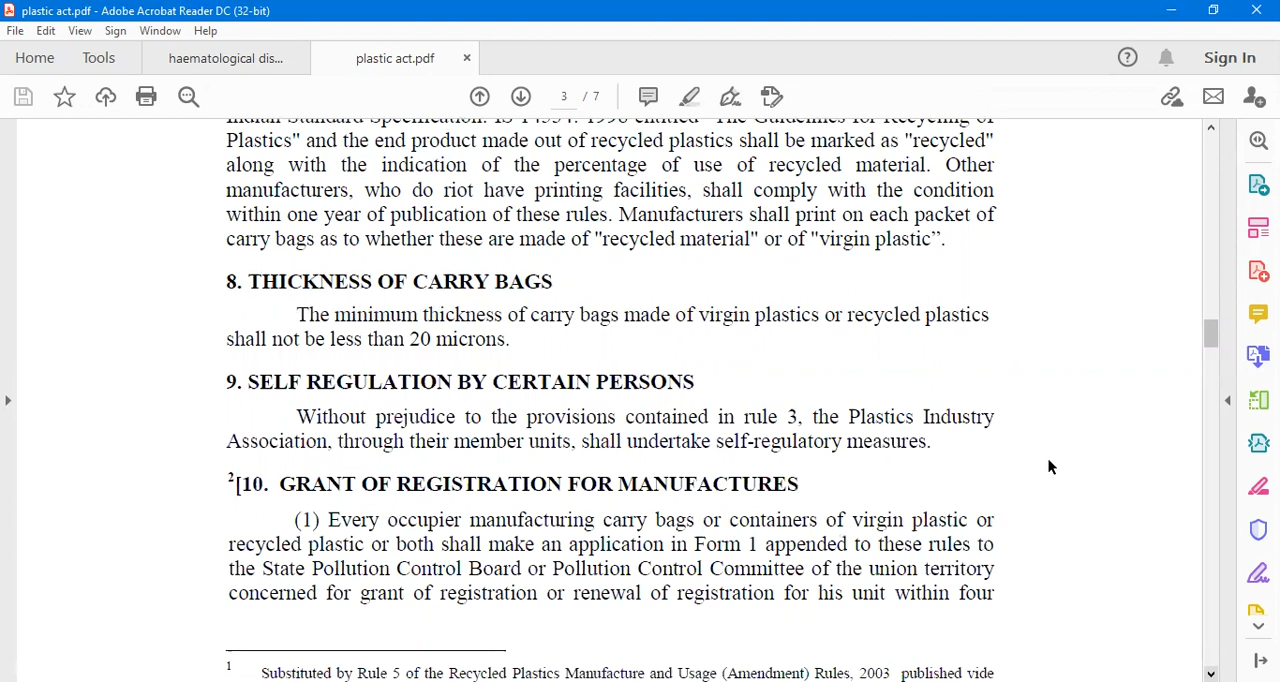 plastic act.pdf - Adobe Acrobat Reader DC (32-bit)
File Edit View Sign Window Help
Home Tools haematological dis... plastic act.pdf × Sign In
3 / 7
Indian Standard Specification: IS 14534: 1998 entitled "The Guidelines for Recycling of
Plastics" and the end product made out of recycled plastics shall be marked as "recycled"
along with the indication of the percentage of use of recycled material. Other
manufacturers, who do riot have printing facilities, shall comply with the condition
within one year of publication of these rules. Manufacturers shall print on each packet of
carry bags as to whether these are made of "recycled material" or of "virgin plastic”.
8. THICKNESS OF CARRY BAGS
The minimum thickness of carry bags made of virgin plastics or recycled plastics
shall not be less than 20 microns.
9. SELF REGULATION BY CERTAIN PERSONS
Without prejudice to the provisions contained in rule 3, the Plastics Industry
Association, through their member units, shall undertake self-regulatory measures.
2[10. GRANT OF REGISTRATION FOR MANUFACTURES
(1) Every occupier manufacturing carry bags or containers of virgin plastic or
recycled plastic or both shall make an application in Form 1 appended to these rules to
the State Pollution Control Board or Pollution Control Committee of the union territory
concerned for grant of registration or renewal of registration for his unit within four
1 Substituted by Rule 5 of the Recycled Plastics Manufacture and Usage (Amendment) Rules, 2003 published vide